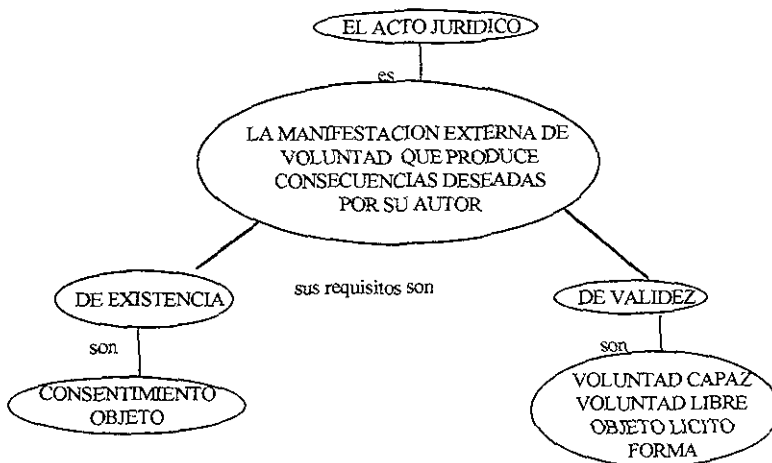 EL ACTO JURIDICO
es
LA MANIFESTACION EXTERNA DE
VOLUNTAD QUE PRODUCE
CONSECUENCIAS DESEADAS
POR SU AUTOR
sus requisitos son
DE EXISTENCIA
son
CONSENTIMIENTO
OBJETO
DE VALIDEZ
son
VOLUNTAD CAPAZ
VOLUNTAD LIBRE
OBJETO LICITO
FORMA